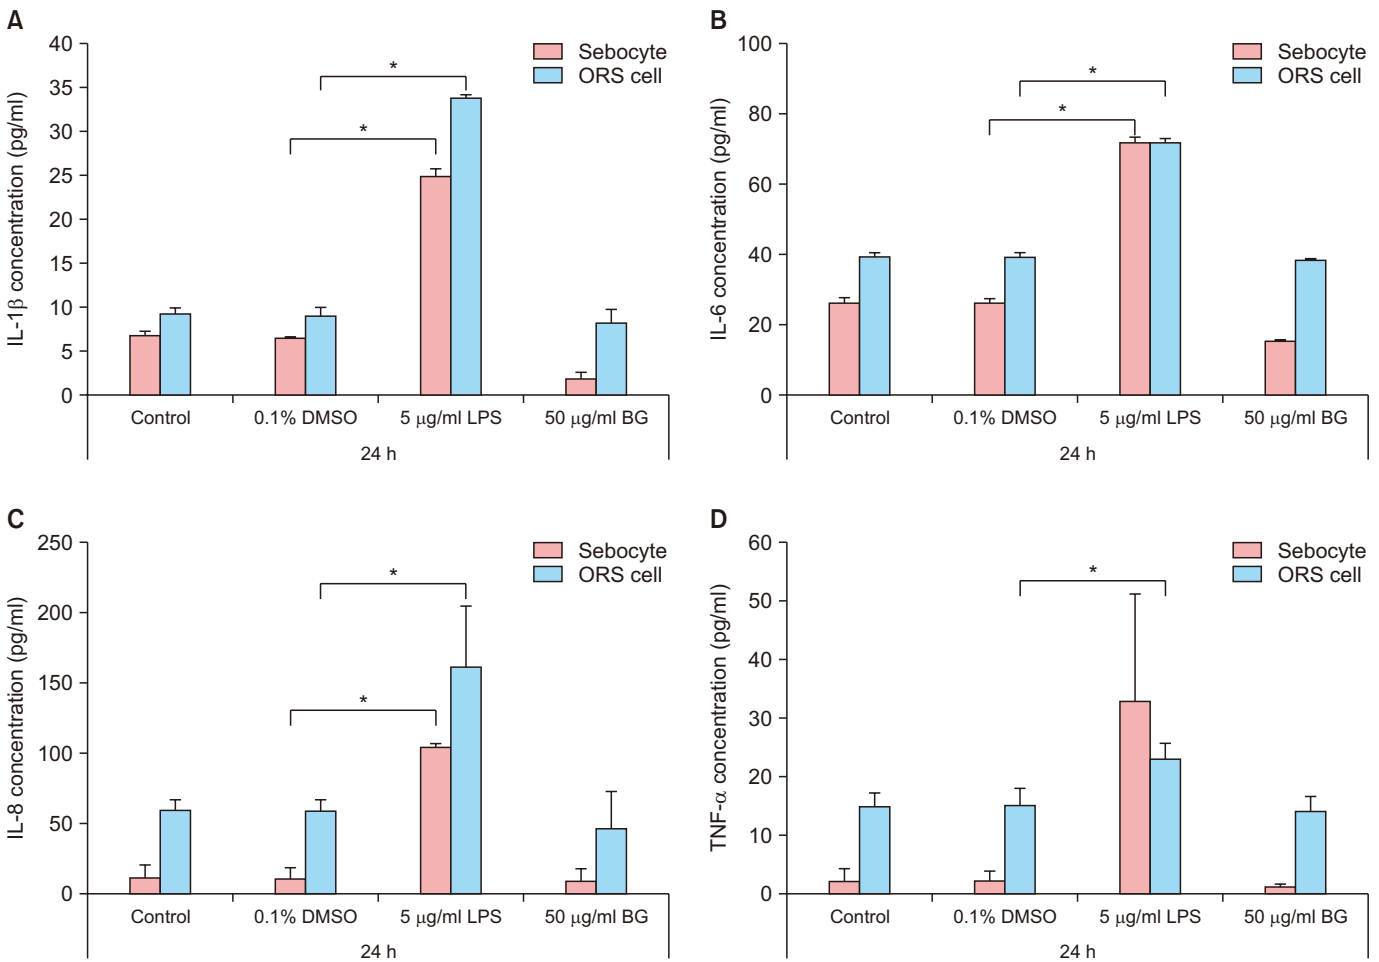 A
IL-1β concentration (pg/ml)
40
35
30
25
20
15
10
5
0
Sebocyte
ORS cell
*
*
Control
0.1% DMSO
5 μg/ml LPS
50 μg/ml BG
24 h
B
IL-6 concentration (pg/ml)
100
80
60
40
20
0
Sebocyte
ORS cell
*
*
Control
0.1% DMSO
5 μg/ml LPS
50 μg/ml BG
24 h
C
IL-8 concentration (pg/ml)
250
200
150
100
50
0
Sebocyte
ORS cell
*
*
Control
0.1% DMSO
5 μg/ml LPS
50 μg/ml BG
24 h
D
TNF-α concentration (pg/ml)
60
50
40
30
20
10
0
Sebocyte
ORS cell
*
Control
0.1% DMSO
5 μg/ml LPS
50 μg/ml BG
24 h